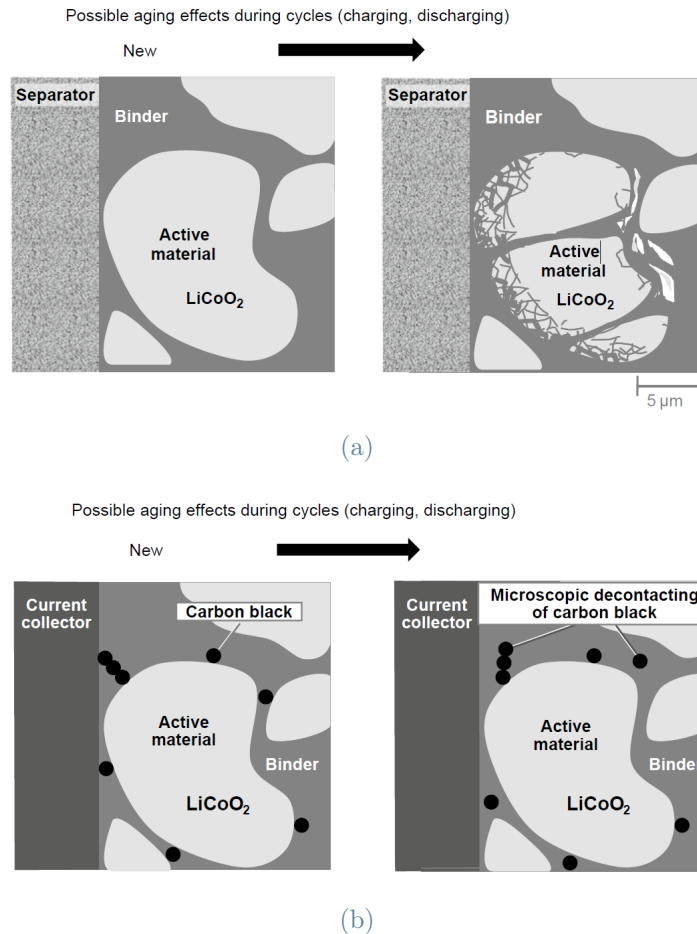 Possible aging effects during cycles (charging, discharging)
New
Separator
Binder
Active
material
LiCoO₂
Separator
Binder
Active
material
LiCoO₂
5 µm
(a)
Possible aging effects during cycles (charging, discharging)
New
Current
collector
Carbon black
Active
material
Binder
LiCoO₂
Current
collector
Microscopic decontacting
of carbon black
Active
material
Binder
LiCoO₂
(b)